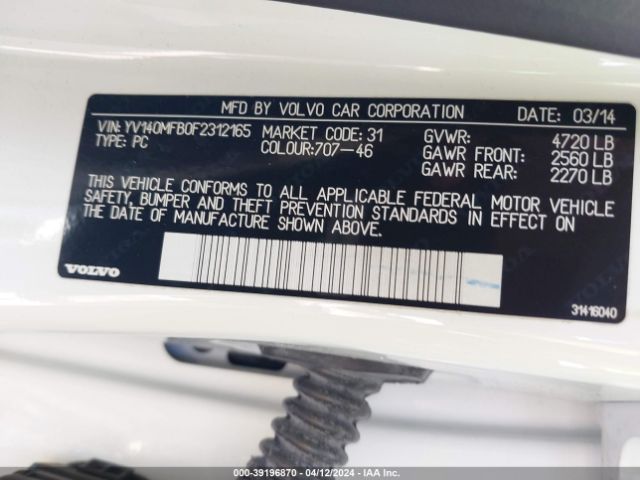 MFD BY VOLVO CAR CORPORATION DATE: 03/14
VIN: YV140MFB0F2312165 MARKET CODE: 31 GVWR: 4720 LB
TYPE: PC COLOUR:707-46 GAWR FRONT: 2560 LB
GAWR REAR: 2270 LB
THIS VEHICLE CONFORMS TO ALL APPLICABLE FEDERAL MOTOR VEHICLE
SAFETY, BUMPER AND THEFT PREVENTION STANDARDS IN EFFECT ON
THE DATE OF MANUFACTURE SHOWN ABOVE.
VOLVO
31416040
000-39196870 - 04/12/2024 - IAA Inc.